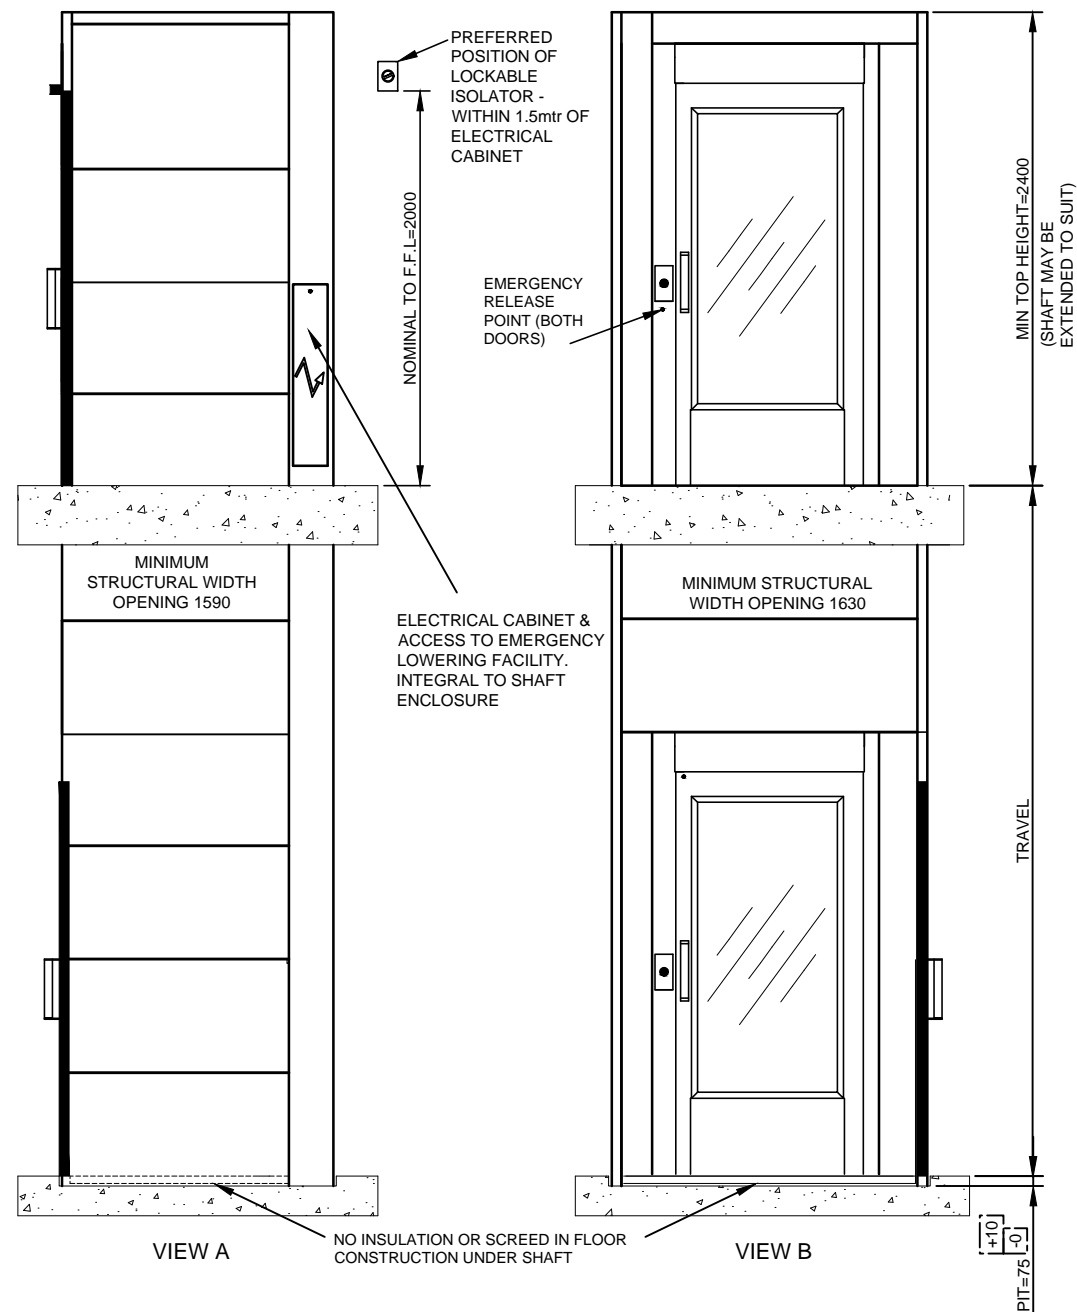 PREFERRED
POSITION OF
LOCKABLE
ISOLATOR -
WITHIN 1.5mtr OF
ELECTRICAL
CABINET
NOMINAL TO F.F.L=2000
EMERGENCY
RELEASE
POINT (BOTH
DOORS)
MIN TOP HEIGHT=2400
(SHAFT MAY BE
EXTENDED TO SUIT)
MINIMUM
STRUCTURAL WIDTH
OPENING 1590
MINIMUM STRUCTURAL
WIDTH OPENING 1630
ELECTRICAL CABINET &
ACCESS TO EMERGENCY
LOWERING FACILITY.
INTEGRAL TO SHAFT
ENCLOSURE
TRAVEL
NO INSULATION OR SCREED IN FLOOR
CONSTRUCTION UNDER SHAFT
VIEW A
VIEW B
PIT=75
+10
-0